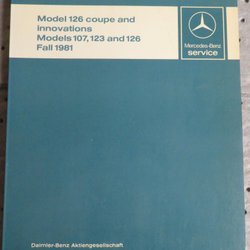 Model 126 coupe and
innovations
Models 107, 123 and 126
Fall 1981
Mercedes-Benz
service
Daimler-Benz Aktiengesellschaft